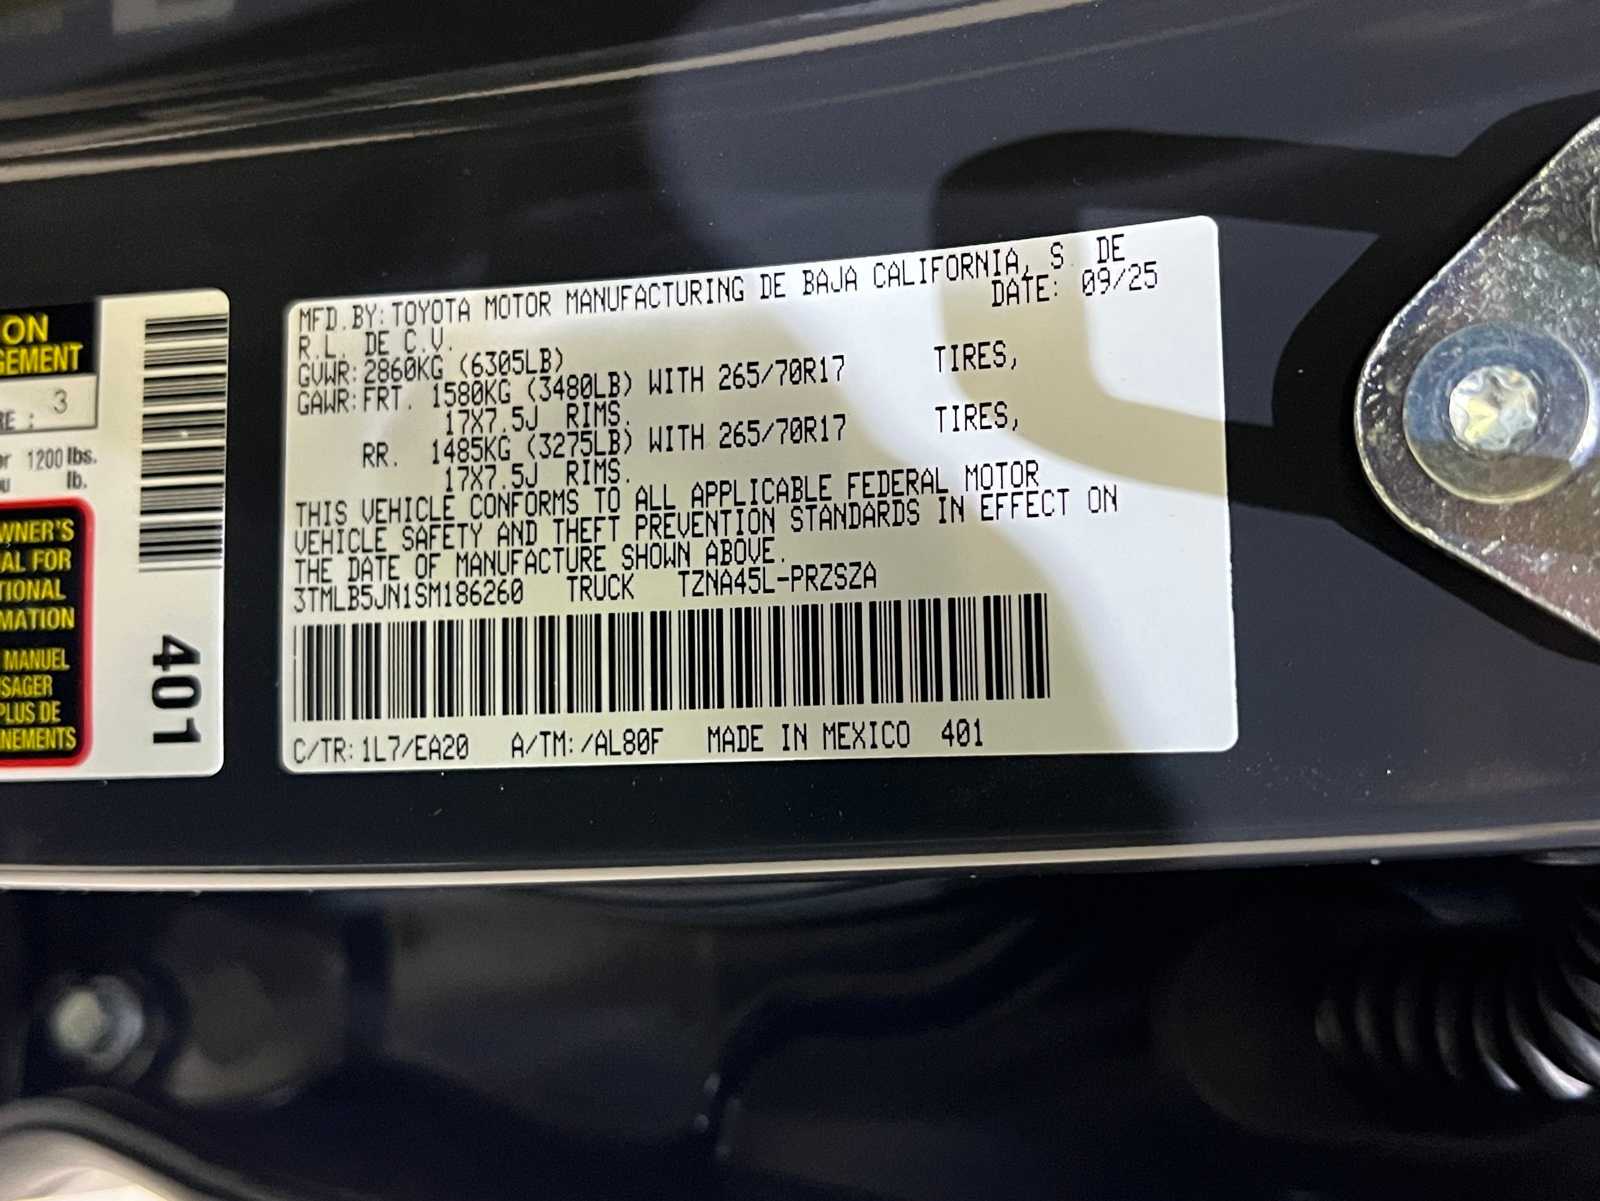 ON
GEMENT
RE : 3
or 1200 lbs.
ou lb.
WNER'S
AL FOR
TIONAL
MATION
MANUEL
SAGER
PLUS DE
NEMENTS
401
MFD.BY:TOYOTA MOTOR MANUFACTURING DE BAJA CALIFORNIA, S. DE
R.L. DE C.V. DATE: 09/25
GVWR:2860KG (6305LB)
GAWR:FRT. 1580KG (3480LB) WITH 265/70R17 TIRES,
17X7.5J RIMS.
RR. 1485KG (3275LB) WITH 265/70R17 TIRES,
17X7.5J RIMS.
THIS VEHICLE CONFORMS TO ALL APPLICABLE FEDERAL MOTOR
VEHICLE SAFETY AND THEFT PREVENTION STANDARDS IN EFFECT ON
THE DATE OF MANUFACTURE SHOWN ABOVE.
3TMLB5JN1SM186260 TRUCK TZNA45L-PRZSZA
C/TR:1L7/EA20 A/TM:/AL80F MADE IN MEXICO 401